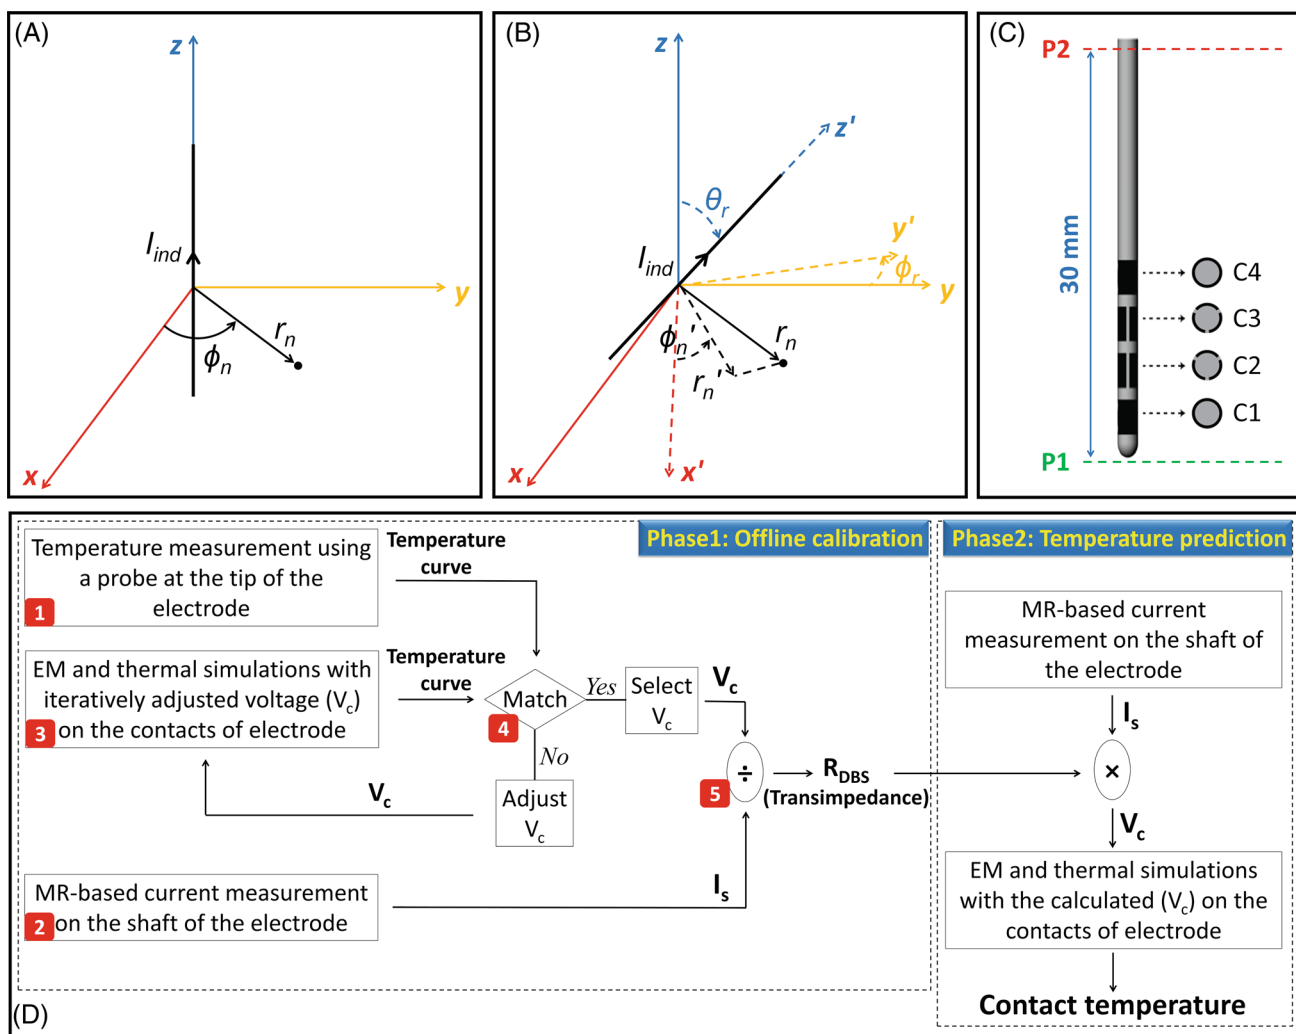 (A)
z
I_ind
y
r_n
ϕ_n
x
(B)
z
z'
θ_r
y'
I_ind
ϕ_r
y
ϕ_n'
r_n
r_n'
x
x'
(C)
P2
30 mm
C4
C3
C2
C1
P1
Phase1: Offline calibration
Temperature measurement using
a probe at the tip of the
electrode
1
Temperature
curve
EM and thermal simulations with
iteratively adjusted voltage (V_c)
on the contacts of electrode
3
Temperature
curve
Match
4
Yes
Select
V_c
V_c
No
Adjust
V_c
V_c
÷
5
R_DBS
(Transimpedance)
MR-based current measurement
on the shaft of the electrode
2
I_s
Phase2: Temperature prediction
MR-based current
measurement on the shaft of
the electrode
I_s
×
V_c
EM and thermal simulations
with the calculated (V_c) on the
contacts of electrode
Contact temperature
(D)